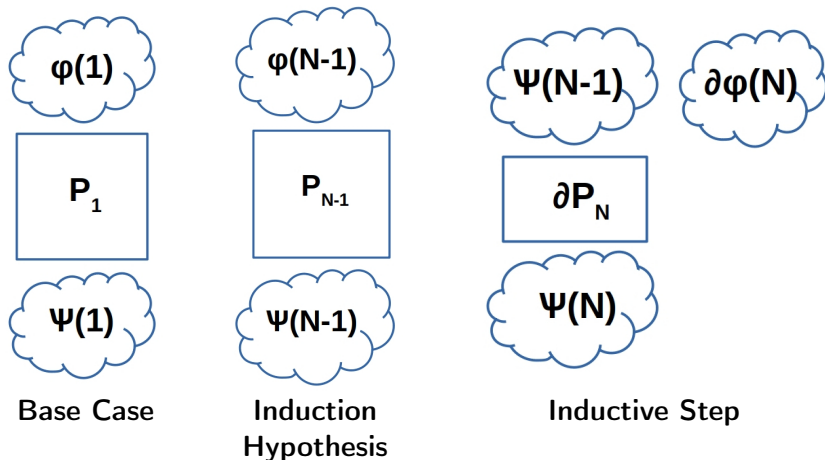 φ(1)
φ(N-1)
Ψ(N-1)
∂φ(N)
P1
PN-1
∂PN
Ψ(1)
Ψ(N-1)
Ψ(N)
Base Case
Induction
Hypothesis
Inductive Step